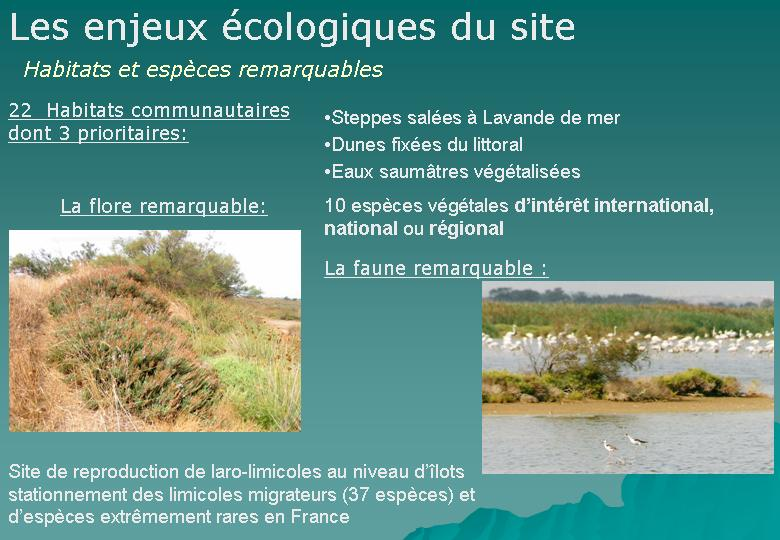 Les enjeux écologiques du site
Habitats et espèces remarquables
22 Habitats communautaires
dont 3 prioritaires:
•Steppes salées à Lavande de mer
•Dunes fixées du littoral
•Eaux saumâtres végétalisées
La flore remarquable:
10 espèces végétales d’intérêt international,
national ou régional
La faune remarquable :
Site de reproduction de laro-limicoles au niveau d’îlots
stationnement des limicoles migrateurs (37 espèces) et
d’espèces extrêmement rares en France